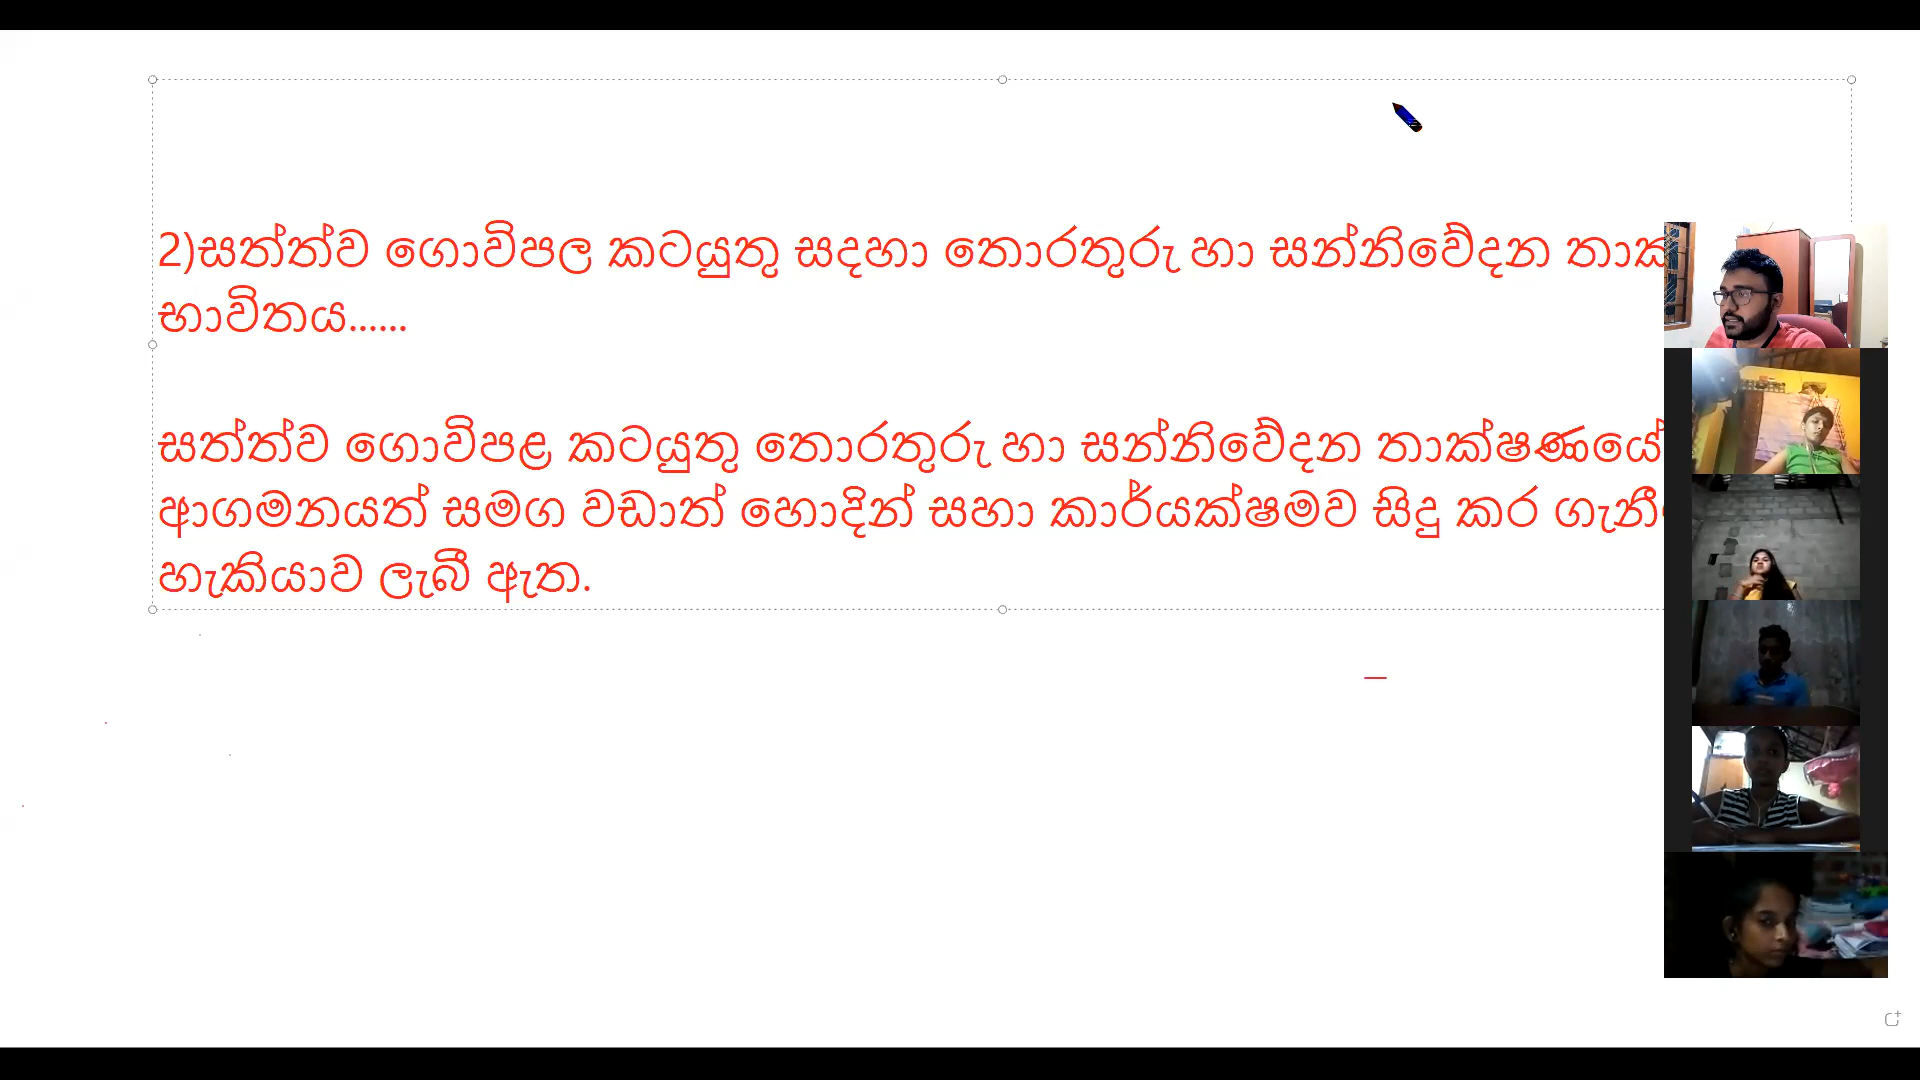 2)සත්ත්ව ගොවිපල කටයුතු සදහා තොරතුරු හා සන්නිවේදන
භාවිතය......
සත්ත්ව ගොවිපළ කටයුතු තොරතුරු හා සන්නිවේදන තාක්ෂණයේ
ආගමනයත් සමග වඩාත් හොදින් සහා කාර්යක්ෂමව සිදු කර
හැකියාව ලැබී ඇත.